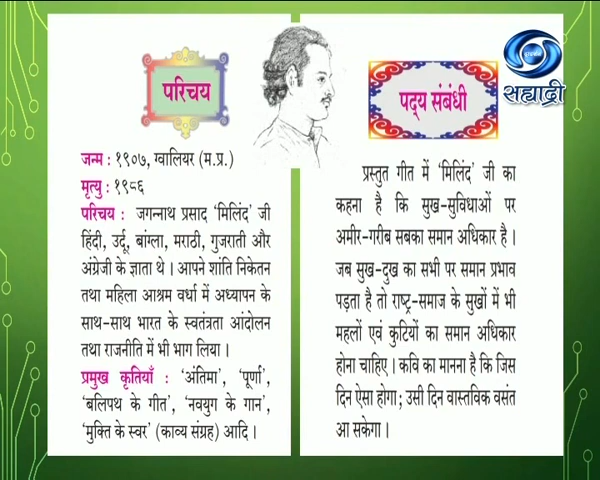 परिचय
जन्म : १९०७, ग्वालियर (म.प्र.)
मृत्यु : १९८६
परिचय : जगन्नाथ प्रसाद ‘मिलिंद’ जी
हिंदी, उर्दू, बांग्ला, मराठी, गुजराती और
अंग्रेजी के ज्ञाता थे । आपने शांति निकेतन
तथा महिला आश्रम वर्धा में अध्यापन के
साथ-साथ भारत के स्वतंत्रता आंदोलन
तथा राजनीति में भी भाग लिया ।
प्रमुख कृतियाँ : ‘अंतिमा’, ‘पूर्णा’,
‘बलिपथ के गीत’, ‘नवयुग के गान’,
‘मुक्ति के स्वर’ (काव्य संग्रह) आदि ।
पद्य संबंधी
प्रस्तुत गीत में ‘मिलिंद’ जी का
कहना है कि सुख-सुविधाओं पर
अमीर-गरीब सबका समान अधिकार है ।
जब सुख-दुख का सभी पर समान प्रभाव
पड़ता है तो राष्ट्र-समाज के सुखों में भी
महलों एवं कुटियों का समान अधिकार
होना चाहिए । कवि का मानना है कि जिस
दिन ऐसा होगा; उसी दिन वास्तविक वसंत
आ सकेगा ।
सह्याद्री